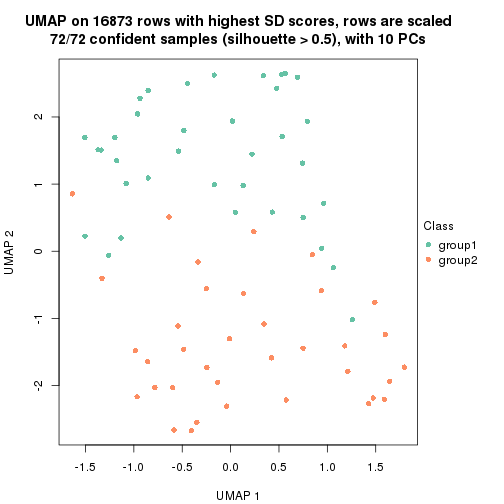 UMAP on 16873 rows with highest SD scores, rows are scaled
72/72 confident samples (silhouette > 0.5), with 10 PCs
2
1
0
-1
-2
UMAP 2
-1.5 -1.0 -0.5 0.0 0.5 1.0 1.5
UMAP 1
Class
group1
group2